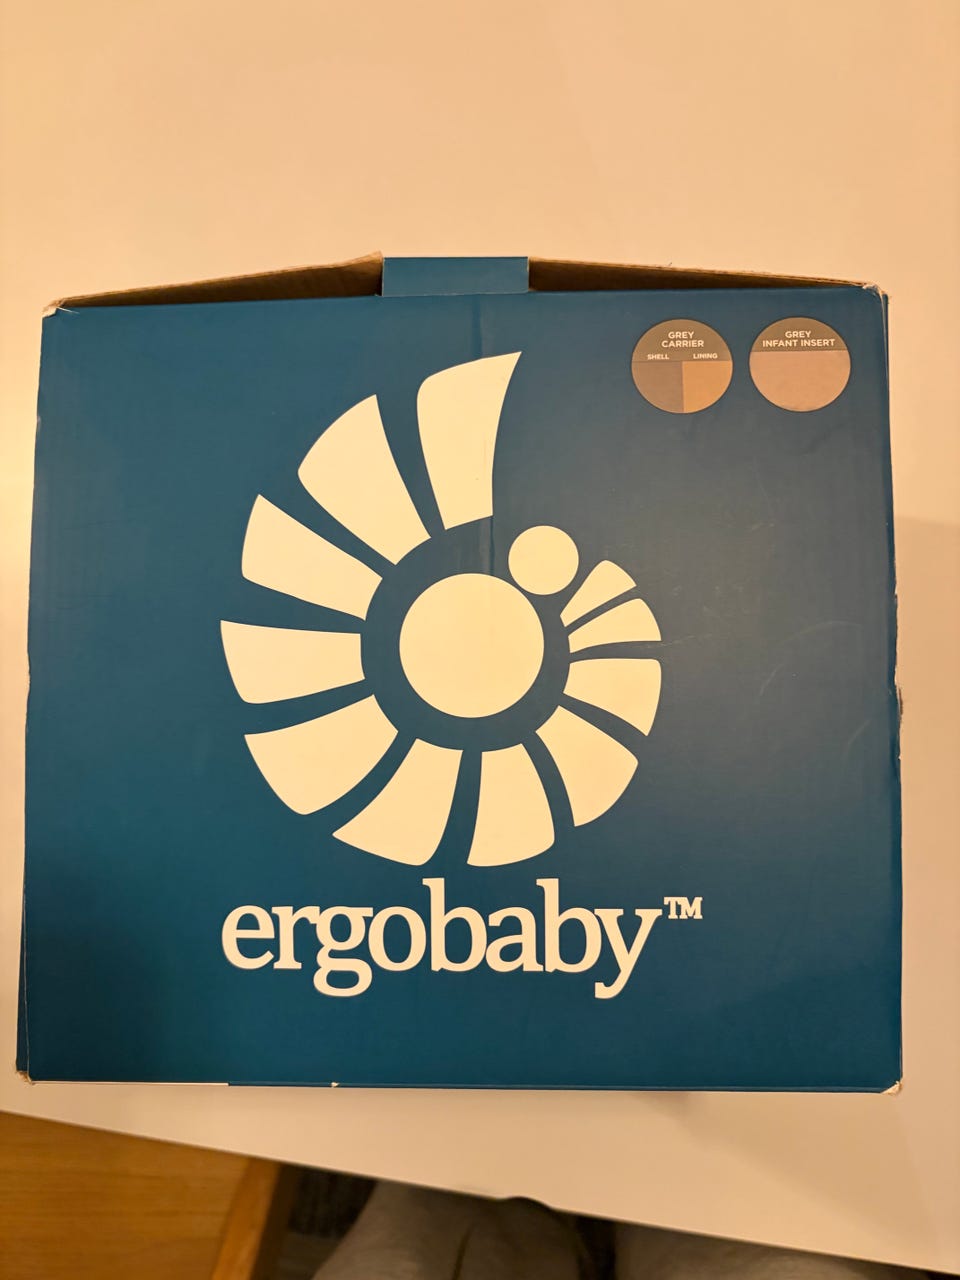 GREY
CARRIER
SHELL LINING
GREY
INFANT INSERT
ergobaby™